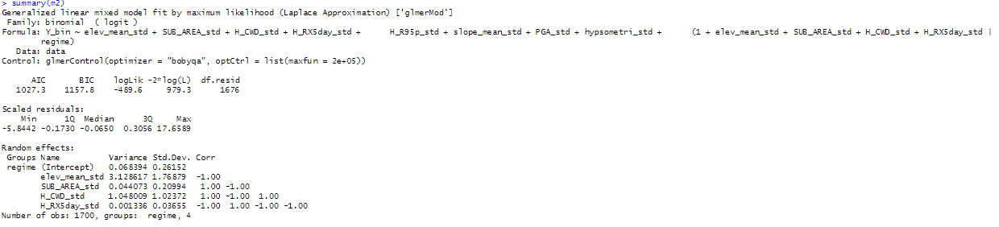 > summary(m2)
Generalized linear mixed model fit by maximum likelihood (Laplace Approximation) ['glmerMod']
 Family: binomial  ( logit )
Formula: Y_bin ~ elev_mean_std + SUB_AREA_std + H_CWD_std + H_RX5day_std +      H_R95p_std + slope_mean_std + PGA_std + hypsometri_std +      (1 + elev_mean_std + SUB_AREA_std + H_CWD_std + H_RX5day_std |
       regime)
   Data: data
Control: glmerControl(optimizer = "bobyqa", optCtrl = list(maxfun = 2e+05))
     AIC      BIC   logLik -2*log(L)  df.resid
  1027.3   1157.8   -489.6     979.3      1676
Scaled residuals:
    Min      1Q  Median      3Q     Max
-5.8442 -0.1730 -0.0650  0.3056 17.6589
Random effects:
 Groups Name          Variance Std.Dev. Corr
 regime (Intercept)   0.068394 0.26152
        elev_mean_std 3.128617 1.76879  -1.00
        SUB_AREA_std  0.044073 0.20994   1.00 -1.00
        H_CWD_std     1.048009 1.02372   1.00 -1.00  1.00
        H_RX5day_std  0.001336 0.03655  -1.00  1.00 -1.00 -1.00
Number of obs: 1700, groups:  regime, 4